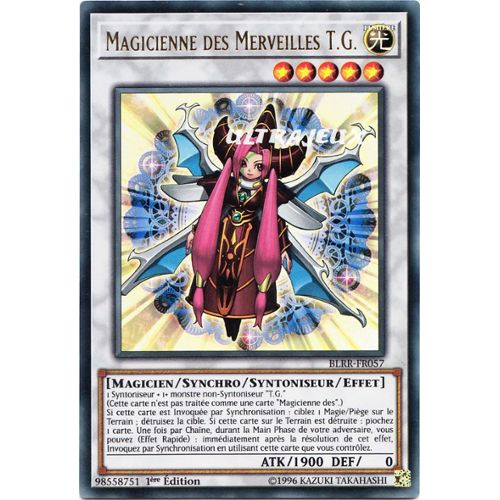 MAGICIENNE DES MERVEILLES T.G.
LUMIÈRE
光
ULTRAJEUX
BLRR-FR057
[MAGICIEN/SYNCHRO/SYNTONISEUR/EFFET]
1 Syntoniseur + 1+ monstre non-Syntoniseur "T.G."
(Cette carte n'est pas traitée comme une carte "Magicienne des".)
Si cette carte est Invoquée par Synchronisation : ciblez 1 Magie/Piège sur le
Terrain ; détruisez la cible. Si cette carte sur le Terrain est détruite : piochez
1 carte. Une fois par Chaîne, durant la Main Phase de votre adversaire, vous
pouvez (Effet Rapide) : immédiatement après la résolution de cet effet,
Invoquez par Synchronisation en utilisant cette carte que vous contrôlez.
ATK/1900 DEF/ 0
98558751 1ère Édition
©1996 KAZUKI TAKAHASHI